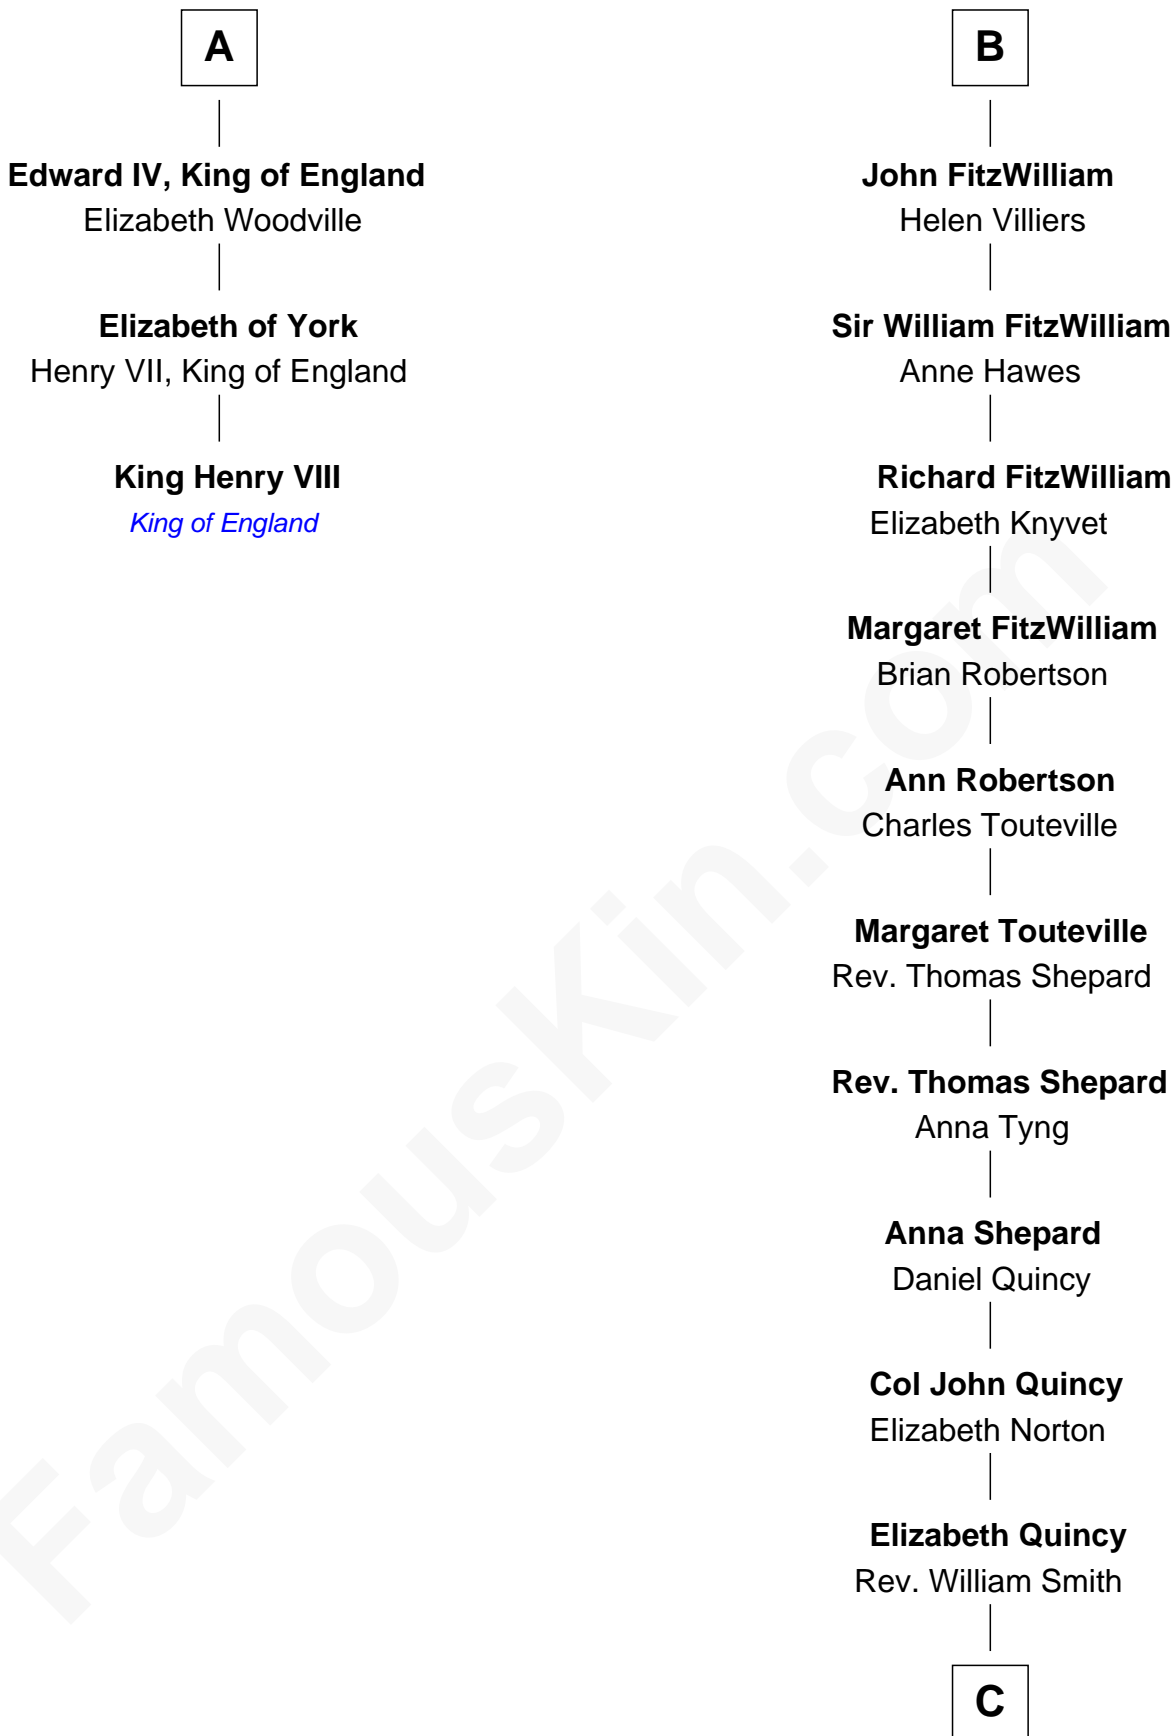 A
Edward IV, King of England
Elizabeth Woodville
Elizabeth of York
Henry VII, King of England
King Henry VIII
King of England
B
John FitzWilliam
Helen Villiers
Sir William FitzWilliam
Anne Hawes
Richard FitzWilliam
Elizabeth Knyvet
Margaret FitzWilliam
Brian Robertson
Ann Robertson
Charles Touteville
Margaret Touteville
Rev. Thomas Shepard
Rev. Thomas Shepard
Anna Tyng
Anna Shepard
Daniel Quincy
Col John Quincy
Elizabeth Norton
Elizabeth Quincy
Rev. William Smith
C
FamousKin.com